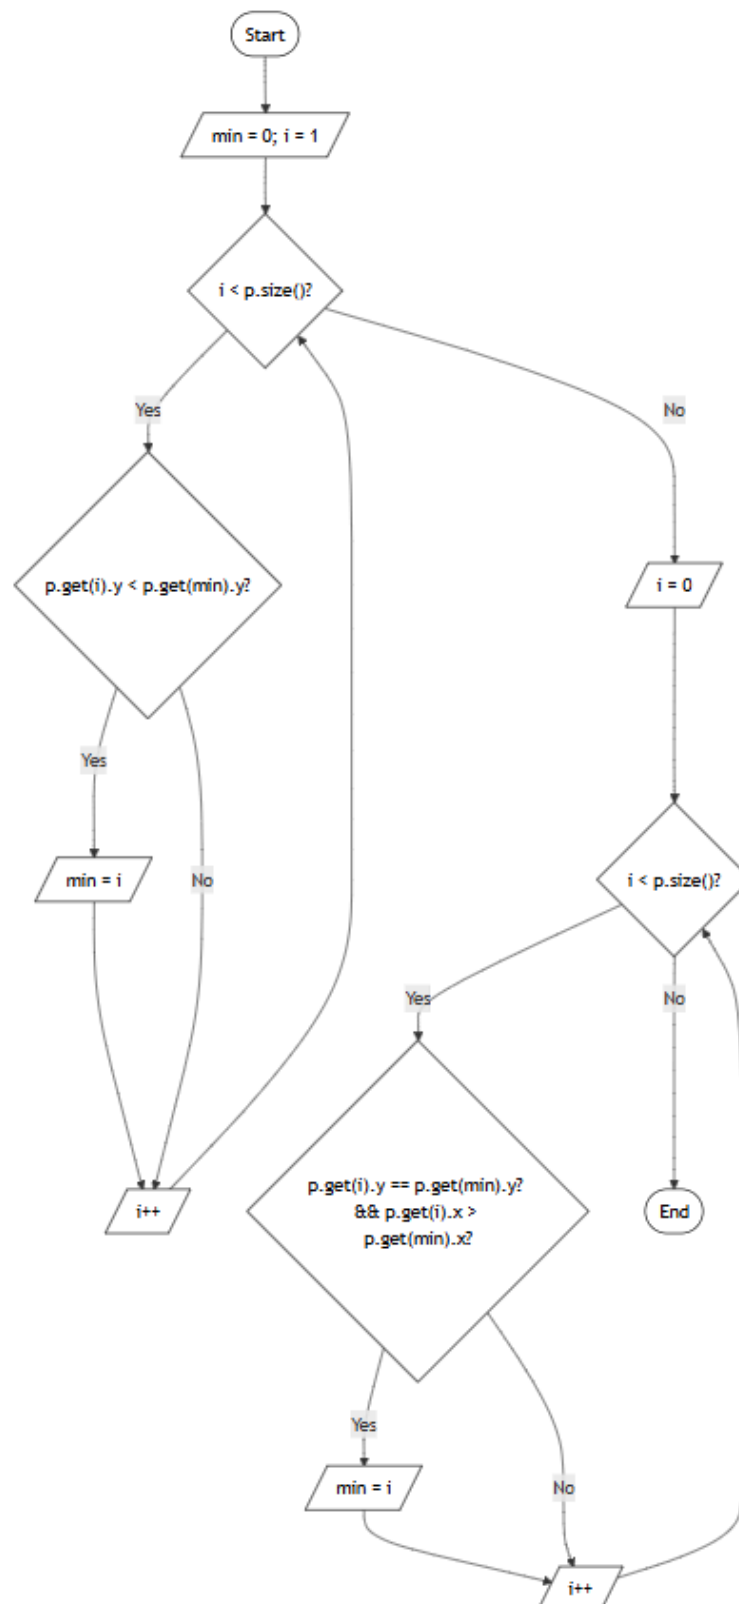 Start
min = 0; i = 1
i < p.size()?
Yes
No
p.get(i).y < p.get(min).y?
i = 0
Yes
min = i
No
i < p.size()?
Yes
No
i++
p.get(i).y == p.get(min).y?
&& p.get(i).x >
p.get(min).x?
End
Yes
min = i
No
i++